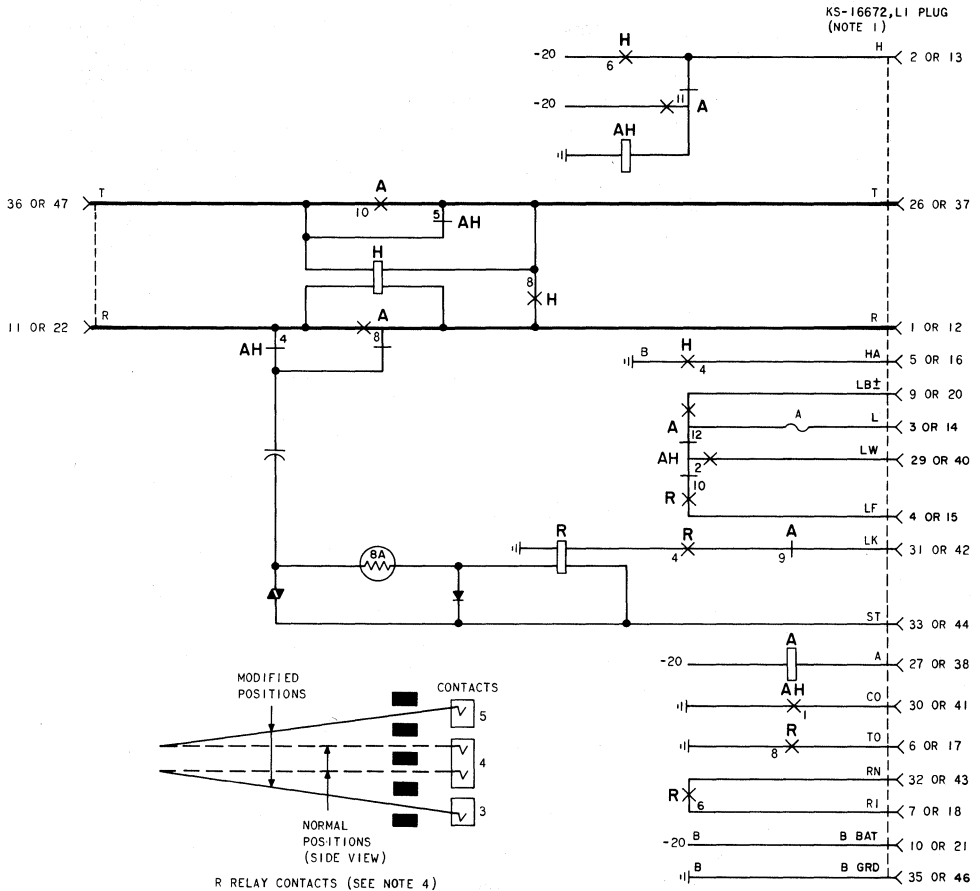 KS-16672,L1 PLUG
(NOTE 1)
-20 H 6 H 2 OR 13
-20 11 A
AH
36 OR 47 T A 10 5 AH T 26 OR 37
H
8 H
11 OR 22 R A 8 R 1 OR 12
AH 4
B H 4 HA 5 OR 16
LB± 9 OR 20
A 12 A L 3 OR 14
AH 2 LW 29 OR 40
10
R LF 4 OR 15
R R 4 A 9 LK 31 OR 42
8A
ST 33 OR 44
-20 A A 27 OR 38
AH 1 CO 30 OR 41
R 8 TO 6 OR 17
RN 32 OR 43
R 6
RI 7 OR 18
-20 B B BAT 10 OR 21
B B GRD 35 OR 46
MODIFIED
POSITIONS
CONTACTS
5
4
3
NORMAL
POSITIONS
(SIDE VIEW)
R RELAY CONTACTS (SEE NOTE 4)